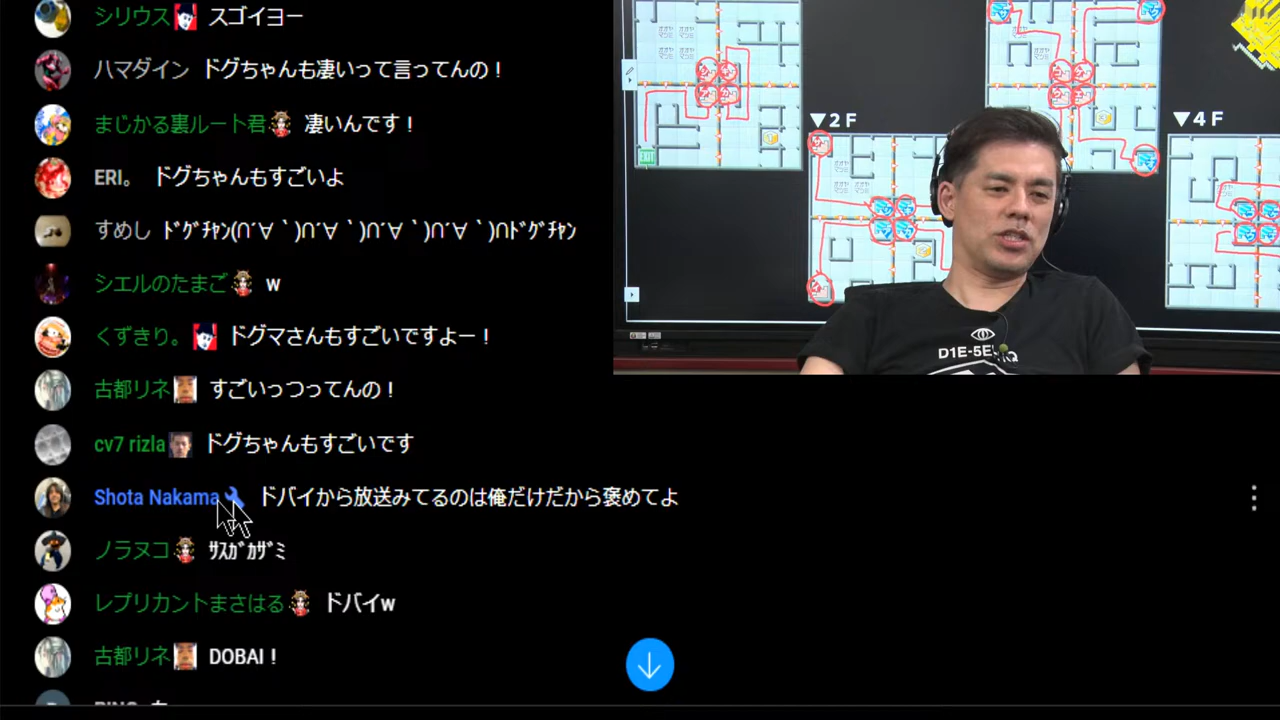 シリウス スゴイヨー
ハマダイン ドグちゃんも凄いって言ってんの！
まじかる裏ルート君 凄いんです！
ERI。 ドグちゃんもすごいよ
すめし ﾄﾞｸﾞﾁｬﾝ(∩´∀｀)∩´∀｀)∩´∀｀)∩´∀｀)∩ﾄﾞｸﾞﾁｬﾝ
シエルのたまご w
くずきり。 ドグマさんもすごいですよー！
古都リネ すごいっつってんの！
cv7 rizla ドグちゃんもすごいです
Shota Nakama ドバイから放送みてるのは俺だけだから褒めてよ
ノラヌコ ｻｽｶﾞｶｻﾞﾐ
レプリカントまさはる ドバイw
古都リネ DOBAI！
▼2F
▼4F
EXIT